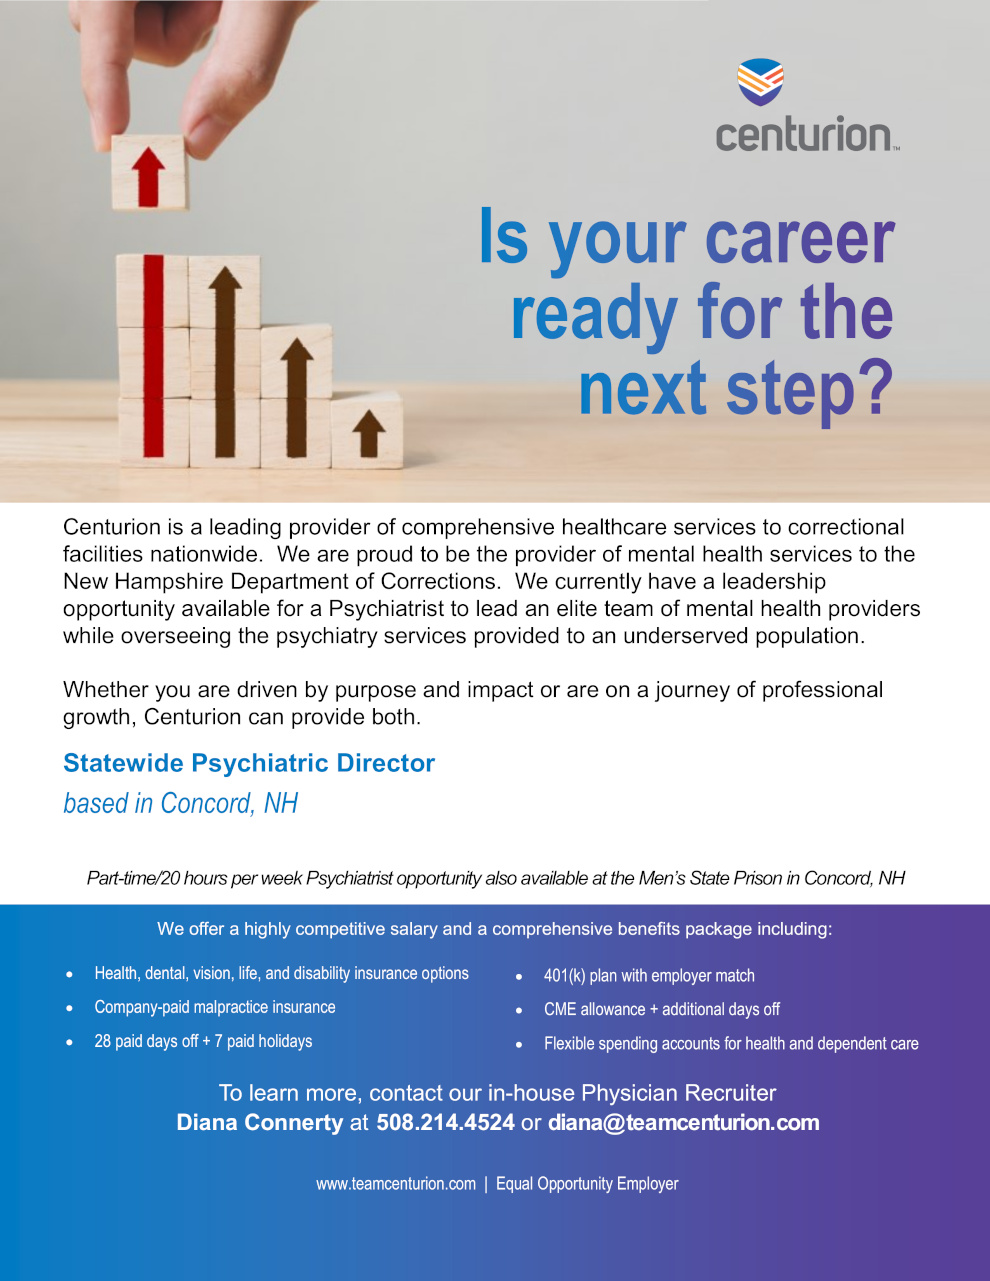 centurion™
Is your career
ready for the
next step?
Centurion is a leading provider of comprehensive healthcare services to correctional
facilities nationwide.  We are proud to be the provider of mental health services to the
New Hampshire Department of Corrections.  We currently have a leadership
opportunity available for a Psychiatrist to lead an elite team of mental health providers
while overseeing the psychiatry services provided to an underserved population.
Whether you are driven by purpose and impact or are on a journey of professional
growth, Centurion can provide both.
Statewide Psychiatric Director
based in Concord, NH
Part-time/20 hours per week Psychiatrist opportunity also available at the Men’s State Prison in Concord, NH
We offer a highly competitive salary and a comprehensive benefits package including:
• Health, dental, vision, life, and disability insurance options
• Company-paid malpractice insurance
• 28 paid days off + 7 paid holidays
• 401(k) plan with employer match
• CME allowance + additional days off
• Flexible spending accounts for health and dependent care
To learn more, contact our in-house Physician Recruiter
Diana Connerty at 508.214.4524 or diana@teamcenturion.com
www.teamcenturion.com | Equal Opportunity Employer